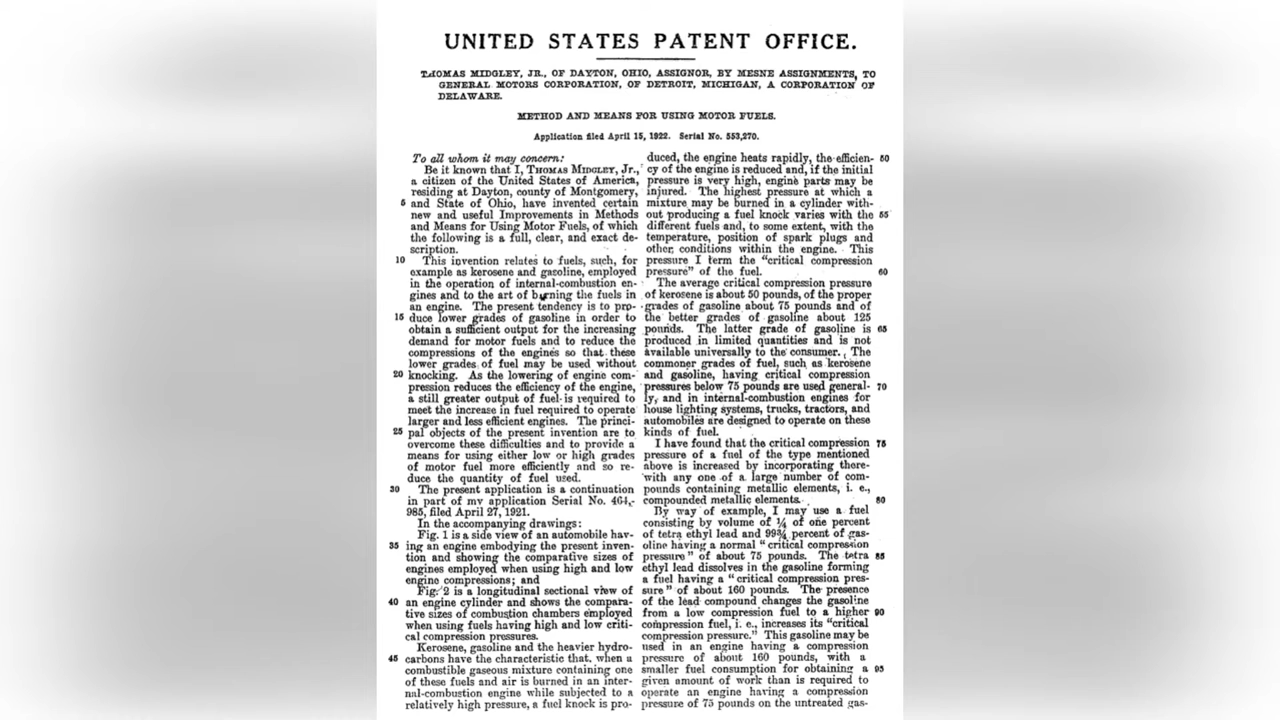 UNITED STATES PATENT OFFICE.
THOMAS MIDGLEY, JR., OF DAYTON, OHIO, ASSIGNOR, BY MESNE ASSIGNMENTS, TO
GENERAL MOTORS CORPORATION, OF DETROIT, MICHIGAN, A CORPORATION OF
DELAWARE.
METHOD AND MEANS FOR USING MOTOR FUELS.
Application filed April 15, 1922. Serial No. 553,270.
To all whom it may concern:
Be it known that I, THOMAS MIDGLEY, Jr.,
a citizen of the United States of America,
residing at Dayton, county of Montgomery,
5 and State of Ohio, have invented certain
new and useful Improvements in Methods
and Means for Using Motor Fuels, of which
the following is a full, clear, and exact de-
scription.
10 This invention relates to fuels, such, for
example as kerosene and gasoline, employed
in the operation of internal-combustion en-
gines and to the art of burning the fuels in
an engine. The present tendency is to pro-
15 duce lower grades of gasoline in order to
obtain a sufficient output for the increasing
demand for motor fuels and to reduce the
compressions of the engines so that these
lower grades of fuel may be used without
20 knocking. As the lowering of engine com-
pression reduces the efficiency of the engine,
a still greater output of fuel is required to
meet the increase in fuel required to operate
larger and less efficient engines. The princi-
25 pal objects of the present invention are to
overcome these difficulties and to provide a
means for using either low or high grades
of motor fuel more efficiently and so re-
duce the quantity of fuel used.
30 The present application is a continuation
in part of my application Serial No. 464,-
985, filed April 27, 1921.
In the accompanying drawings:
Fig. 1 is a side view of an automobile hav-
35 ing an engine embodying the present inven-
tion and showing the comparative sizes of
engines employed when using high and low
engine compressions; and
Fig. 2 is a longitudinal sectional view of
40 an engine cylinder and shows the compara-
tive sizes of combustion chambers employed
when using fuels having high and low criti-
cal compression pressures.
Kerosene, gasoline and the heavier hydro-
45 carbons have the characteristic that, when a
combustible gaseous mixture containing one
of these fuels and air is burned in an inter-
nal-combustion engine while subjected to a
relatively high pressure, a fuel knock is pro-
duced, the engine heats rapidly, the efficien- 50
cy of the engine is reduced and, if the initial
pressure is very high, engine parts may be
injured. The highest pressure at which a
mixture may be burned in a cylinder with-
out producing a fuel knock varies with the 55
different fuels and, to some extent, with the
temperature, position of spark plugs and
other conditions within the engine. This
pressure I term the "critical compression
pressure" of the fuel. 60
The average critical compression pressure
of kerosene is about 50 pounds, of the proper
grades of gasoline about 75 pounds and of
the better grades of gasoline about 125
pounds. The latter grade of gasoline is 65
produced in limited quantities and is not
available universally to the consumer. The
commoner grades of fuel, such as kerosene
and gasoline, having critical compression
pressures below 75 pounds are used general- 70
ly, and in internal-combustion engines for
house lighting systems, trucks, tractors, and
automobiles are designed to operate on these
kinds of fuel.
I have found that the critical compression 75
pressure of a fuel of the type mentioned
above is increased by incorporating there-
with any one of a large number of com-
pounds containing metallic elements, i. e.,
compounded metallic elements. 80
By way of example, I may use a fuel
consisting by volume of ¼ of one percent
of tetra ethyl lead and 99¾ percent of gas-
oline having a normal "critical compression
pressure" of about 75 pounds. The tetra 85
ethyl lead dissolves in the gasoline forming
a fuel having a "critical compression pres-
sure" of about 160 pounds. The presence
of the lead compound changes the gasoline
from a low compression fuel to a higher 90
compression fuel, i. e., increases its "critical
compression pressure." This gasoline may be
used in an engine having a compression
pressure of about 160 pounds, with a
smaller fuel consumption for obtaining a 95
given amount of work than is required to
operate an engine having a compression
pressure of 75 pounds on the untreated gas-